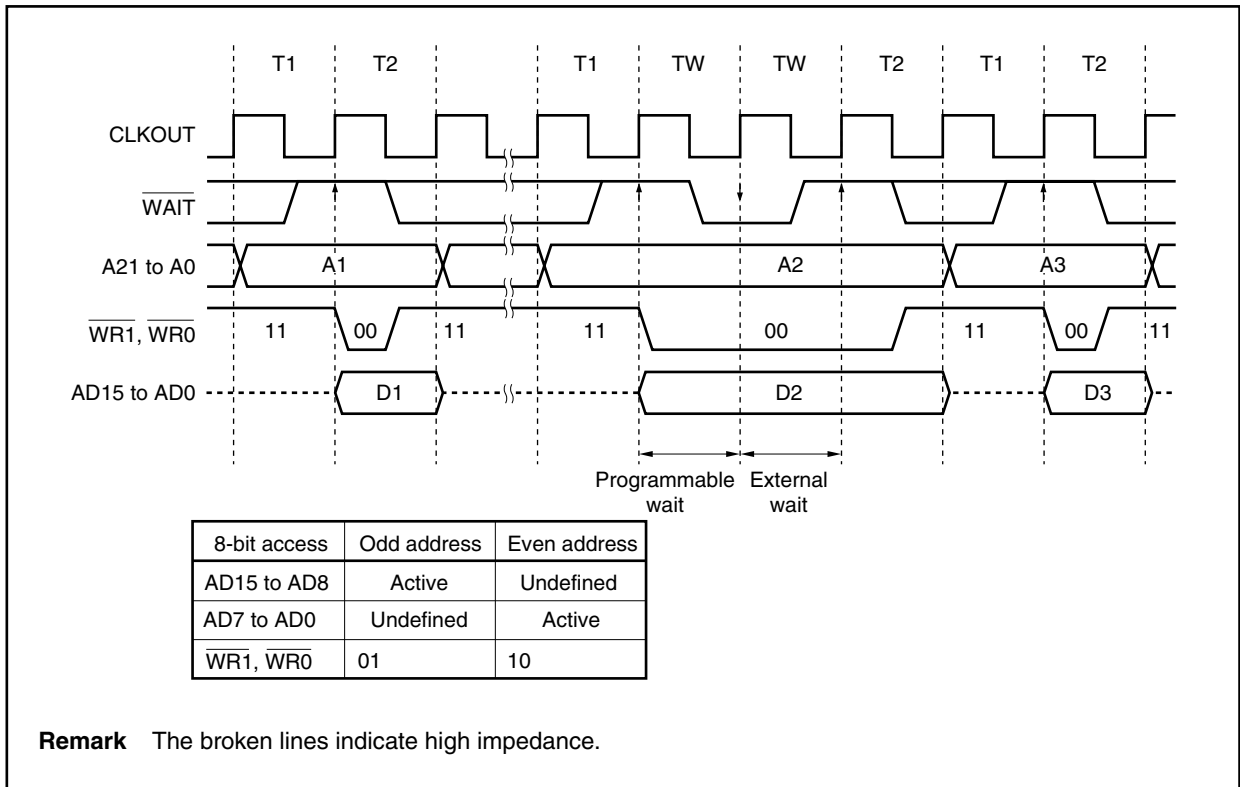 T1 T2 T1 TW TW T2 T1 T2
CLKOUT
WAIT
A21 to A0 A1 A2 A3
WR1, WR0 11 00 11 11 00 11 00 11
AD15 to AD0 D1 D2 D3
Programmable wait External wait
8-bit access Odd address Even address
AD15 to AD8 Active Undefined
AD7 to AD0 Undefined Active
WR1, WR0 01 10
Remark The broken lines indicate high impedance.